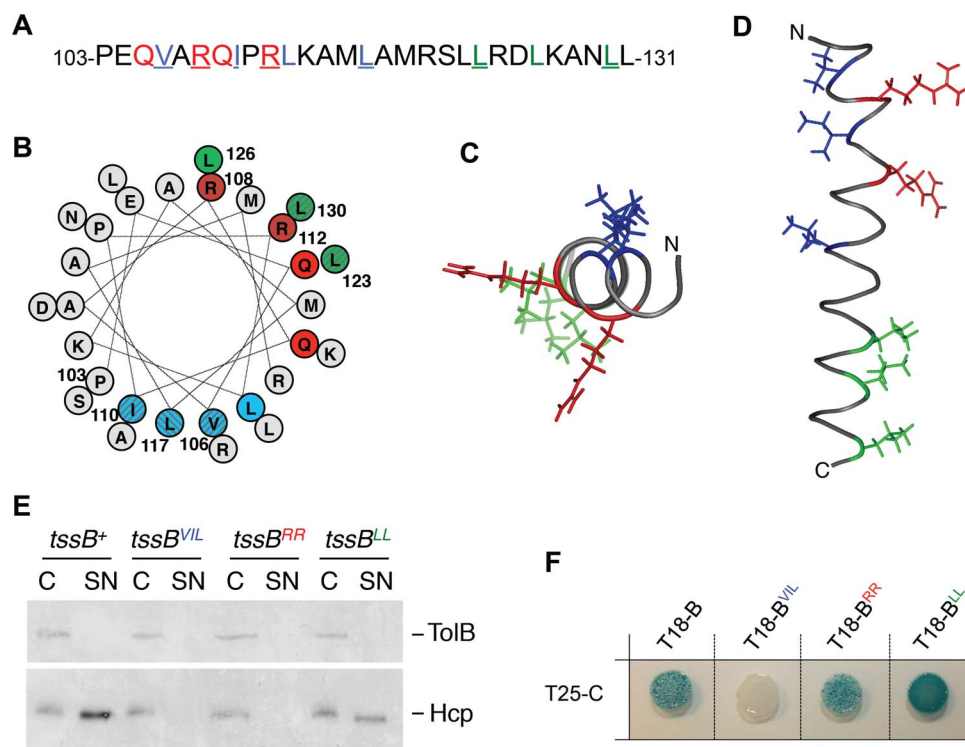 A
103-PEQVARQIPRLKAMLAMRSLLRDLKANLL-131
B
L 126
L A R 108 M
E L 130
N P R 112
A Q L 123
D A M
K Q K
103 P R
S
110 I L 117 V 106 L L
A R
C
N
D
N
C
E
tssB+ tssBVIL tssBRR tssBLL
C SN C SN C SN C SN
–TolB
–Hcp
F
T18-B T18-BVIL T18-BRR T18-BLL
T25-C